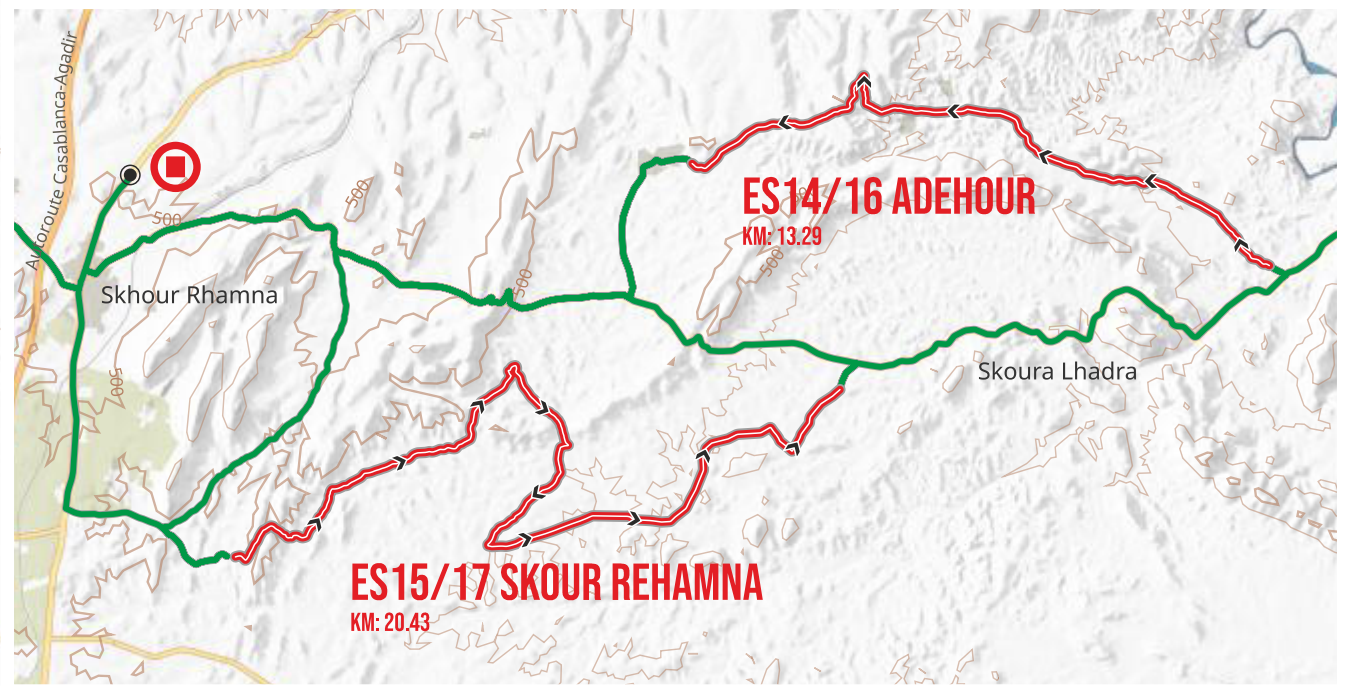 Autoroute Casablanca-Agadir
500
500
ES14/16 ADEHOUR
KM: 13.29
500
500
500
Skhour Rhamna
Skoura Lhadra
500
ES15/17 SKOUR REHAMNA
KM: 20.43